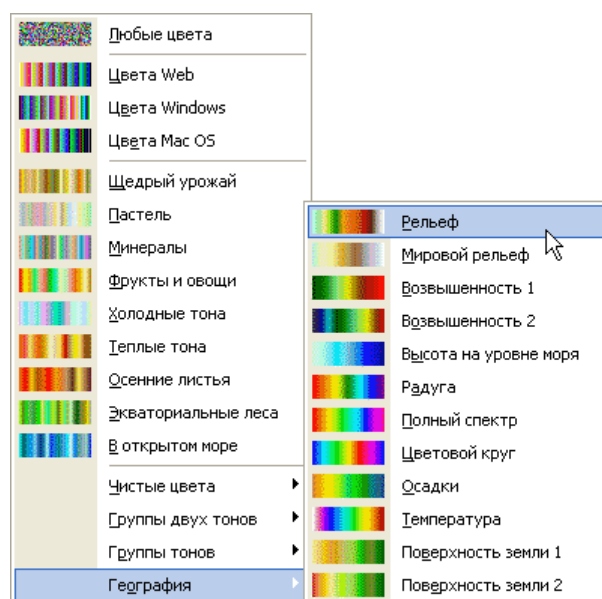 Любые цвета
Цвета Web
Цвета Windows
Цвета Mac OS
Щедрый урожай
Пастель
Минералы
Фрукты и овощи
Холодные тона
Теплые тона
Осенние листья
Экваториальные леса
В открытом море
Чистые цвета
Группы двух тонов
Группы тонов
География
Рельеф
Мировой рельеф
Возвышенность 1
Возвышенность 2
Высота на уровне моря
Радуга
Полный спектр
Цветовой круг
Осадки
Температура
Поверхность земли 1
Поверхность земли 2